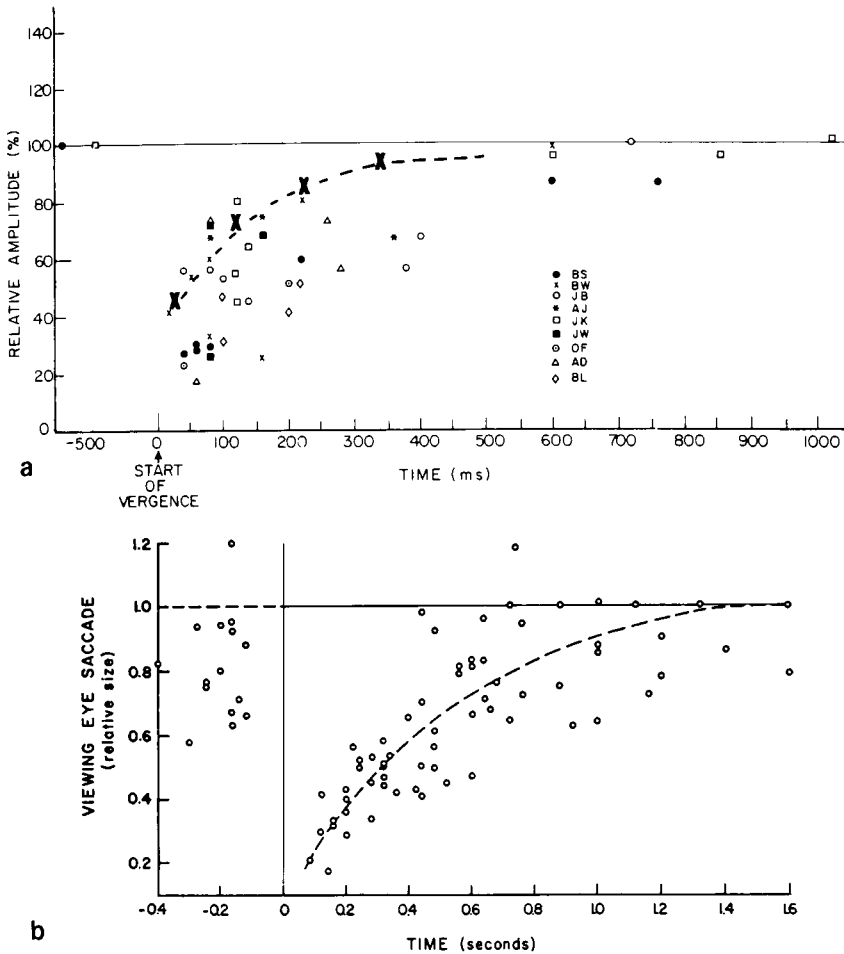 140
120
100
80
60
40
20
0
RELATIVE AMPLITUDE (%)
BS
BW
JB
AJ
JK
JW
OF
AD
BL
-500 0 100 200 300 400 500 600 700 800 900 1000
TIME (ms)
START
OF
VERGENCE
a
1.2
1.0
0.8
0.6
0.4
0.2
VIEWING EYE SACCADE
(relative size)
-0.4 -0.2 0 0.2 0.4 0.6 0.8 1.0 1.2 1.4 1.6
TIME (seconds)
b